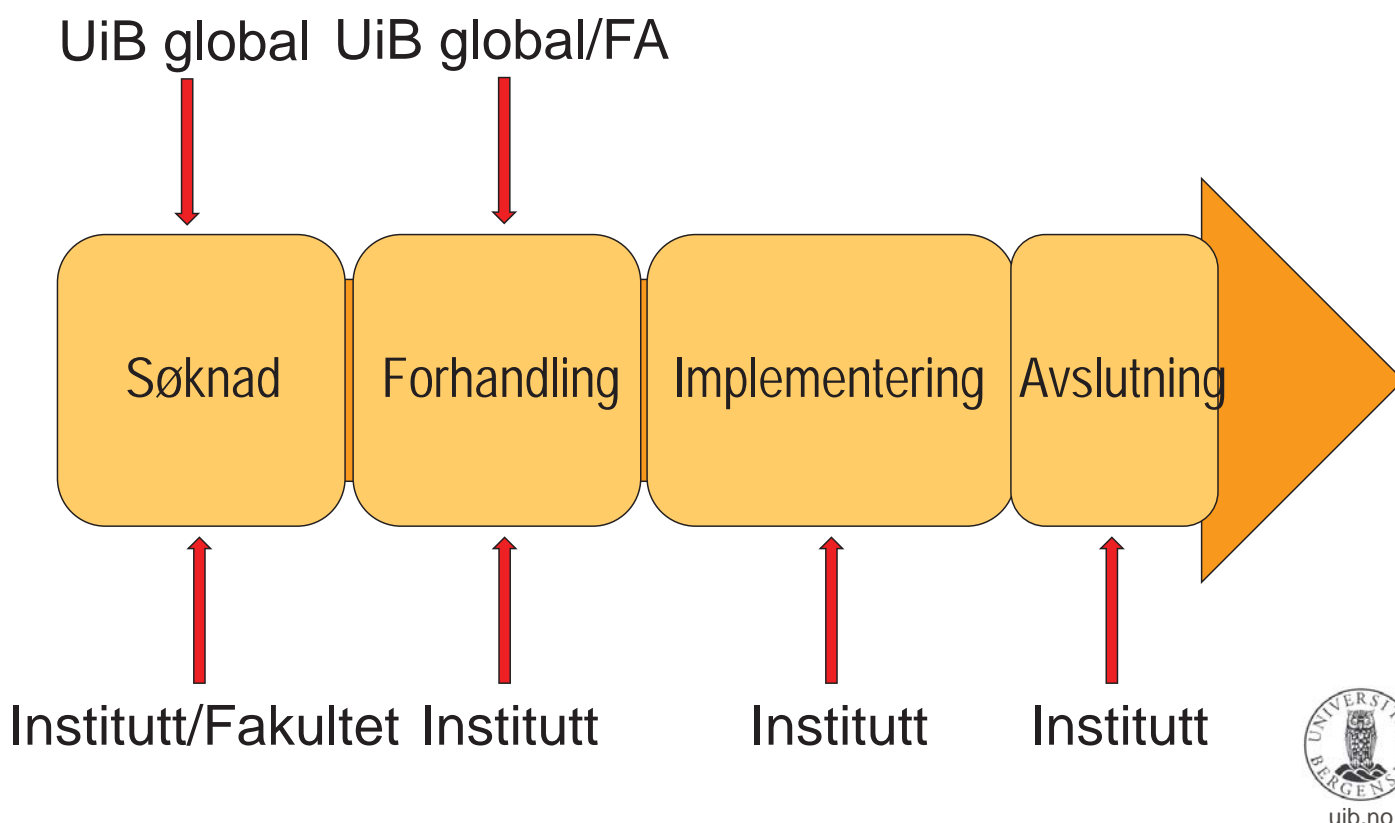 UiB global UiB global/FA
Søknad Forhandling Implementering Avslutning
Institutt/Fakultet Institutt Institutt Institutt
uib.no